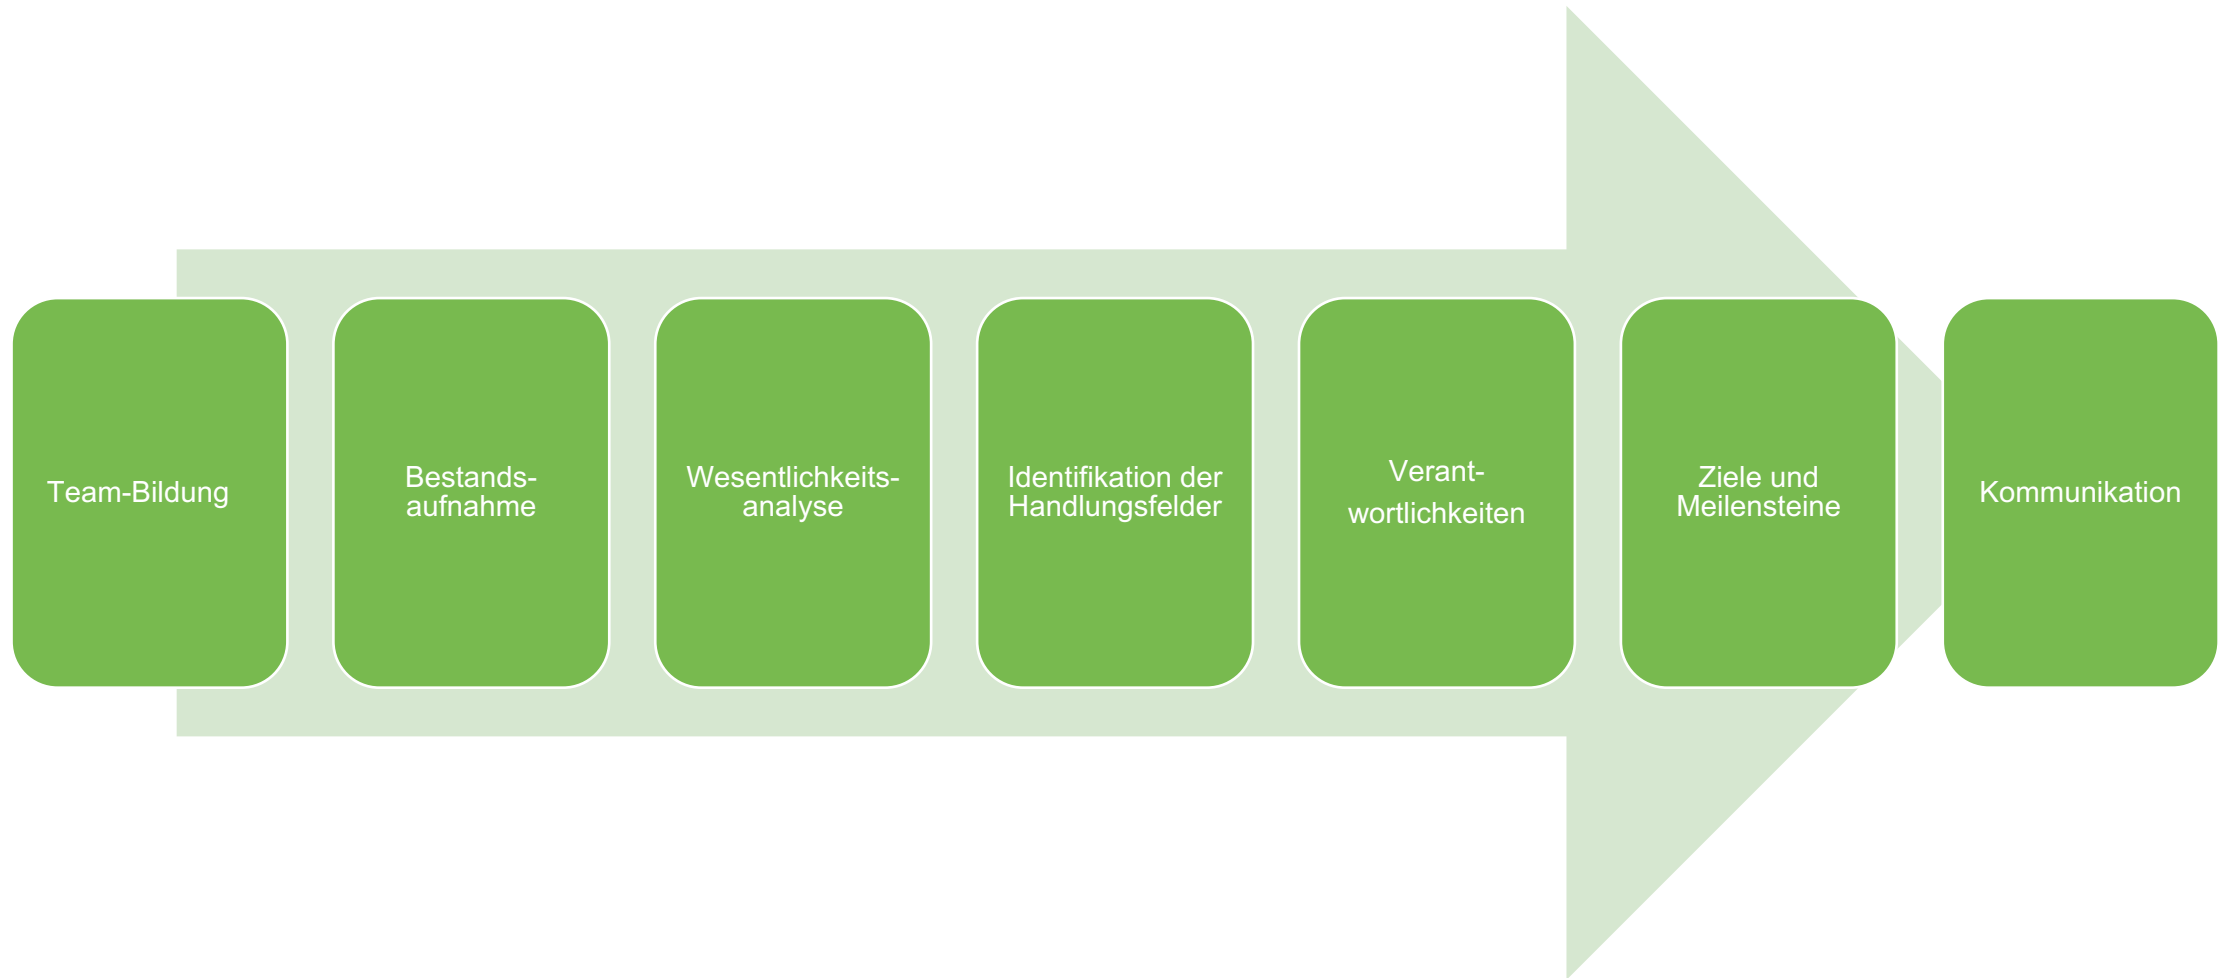 Team-Bildung
Bestands-
aufnahme
Wesentlichkeits-
analyse
Identifikation der
Handlungsfelder
Verant-
wortlichkeiten
Ziele und
Meilensteine
Kommunikation